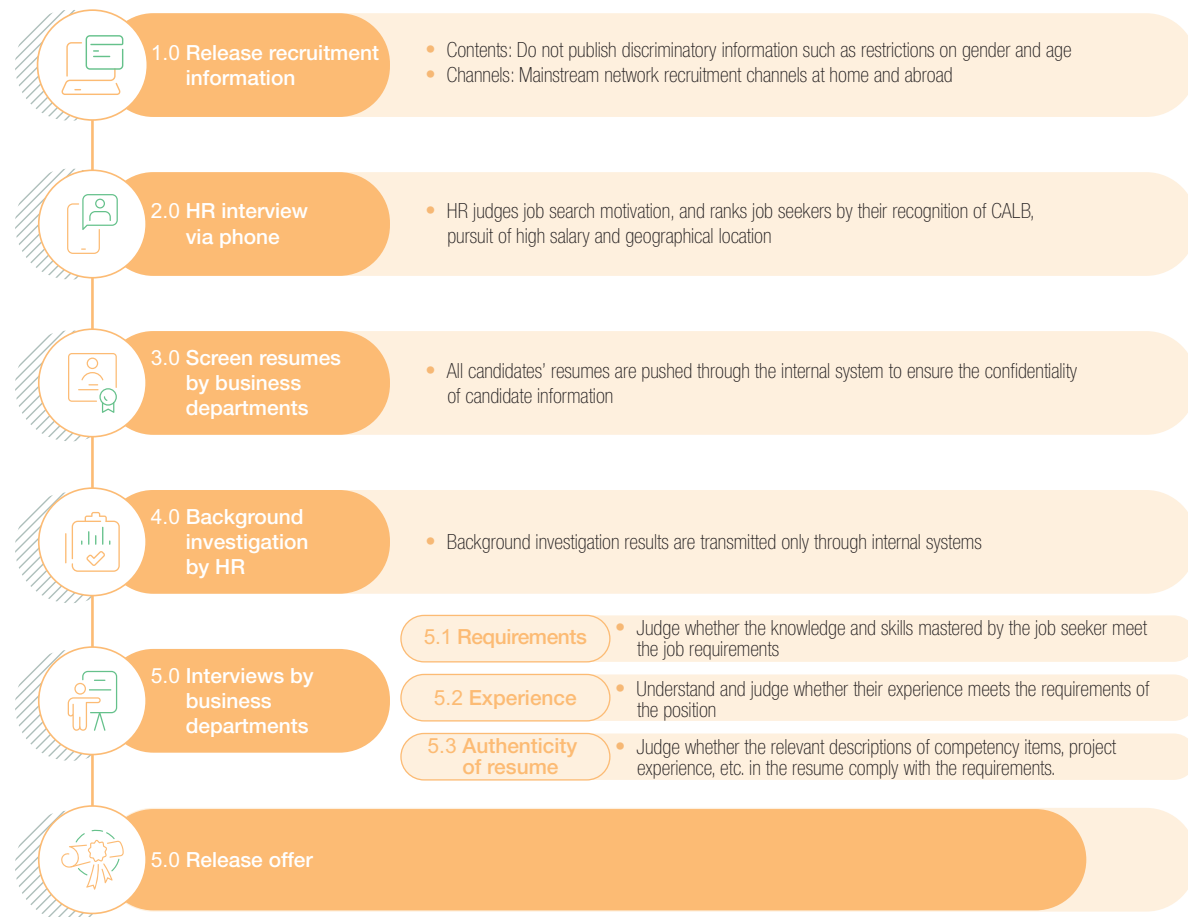 1.0 Release recruitment
information
• Contents: Do not publish discriminatory information such as restrictions on gender and age
• Channels: Mainstream network recruitment channels at home and abroad
2.0 HR interview
via phone
• HR judges job search motivation, and ranks job seekers by their recognition of CALB,
pursuit of high salary and geographical location
3.0 Screen resumes
by business
departments
• All candidates' resumes are pushed through the internal system to ensure the confidentiality
of candidate information
4.0 Background
investigation
by HR
• Background investigation results are transmitted only through internal systems
5.0 Interviews by
business
departments
5.1 Requirements
• Judge whether the knowledge and skills mastered by the job seeker meet
the job requirements
5.2 Experience
• Understand and judge whether their experience meets the requirements of
the position
5.3 Authenticity
of resume
• Judge whether the relevant descriptions of competency items, project
experience, etc. in the resume comply with the requirements.
5.0 Release offer